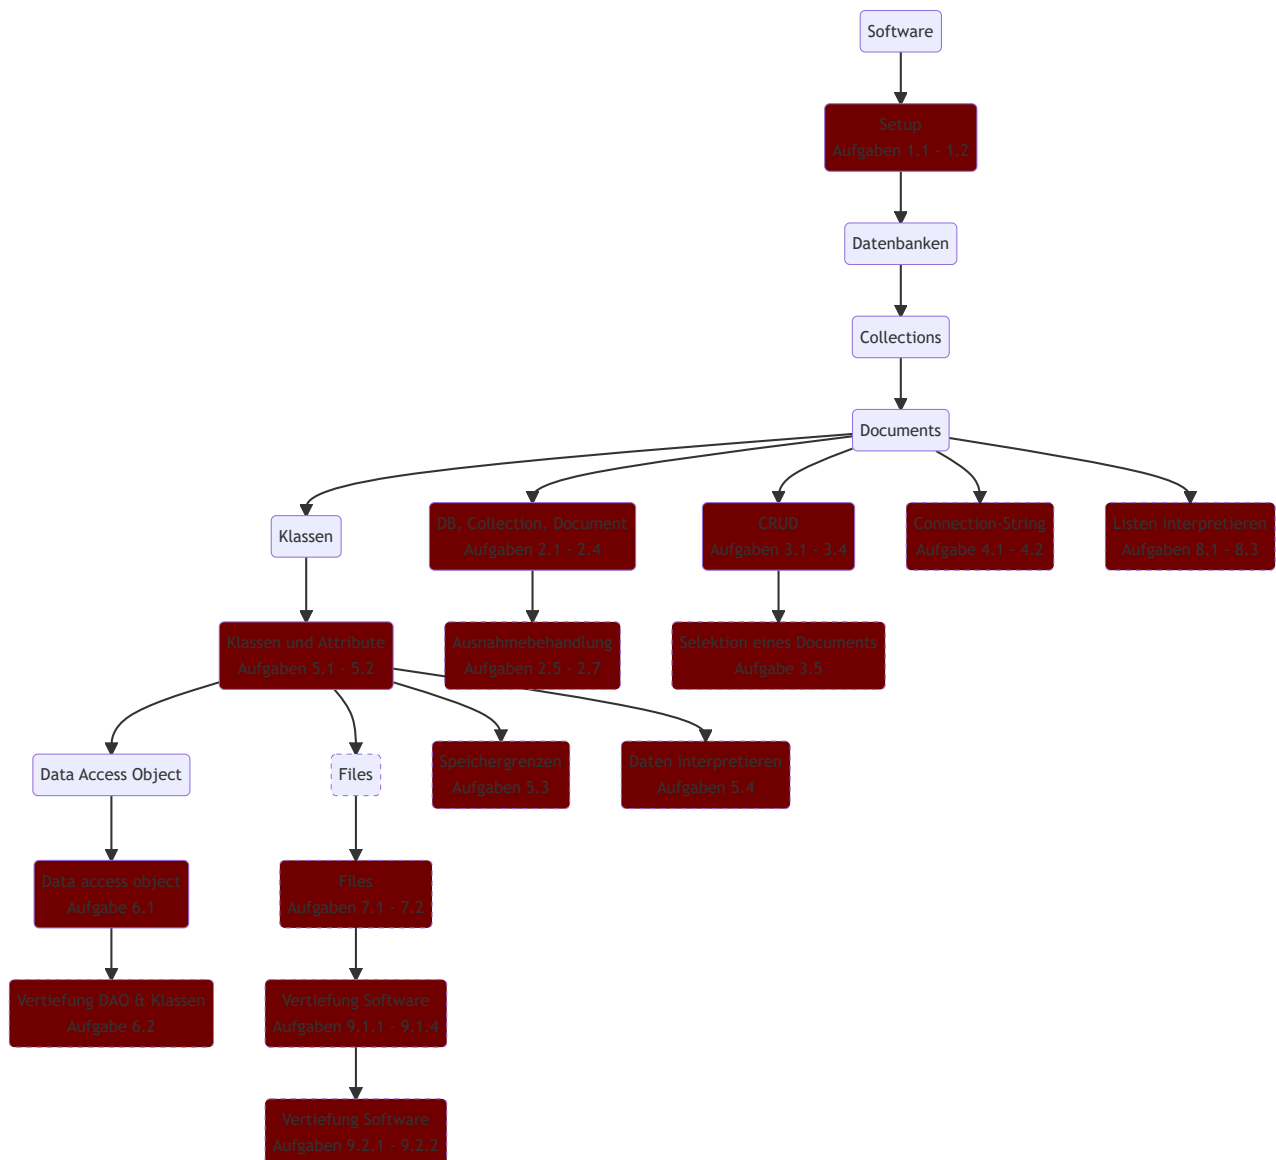 Software
Setup
Aufgaben 1.1 - 1.2
Datenbanken
Collections
Documents
Klassen
DB, Collection, Document
Aufgaben 2.1 - 2.4
CRUD
Aufgaben 3.1 - 3.4
Connection-String
Aufgabe 4.1 - 4.2
Listen interpretieren
Aufgaben 8.1 - 8.3
Klassen und Attribute
Aufgaben 5.1 - 5.2
Ausnahmebehandlung
Aufgaben 2.5 - 2.7
Selektion eines Documents
Aufgabe 3.5
Data Access Object
Files
Speichergrenzen
Aufgaben 5.3
Daten interpretieren
Aufgaben 5.4
Data access object
Aufgabe 6.1
Files
Aufgaben 7.1 - 7.2
Vertiefung DAO & Klassen
Aufgabe 6.2
Vertiefung Software
Aufgaben 9.1.1 - 9.1.4
Vertiefung Software
Aufgaben 9.2.1 - 9.2.2